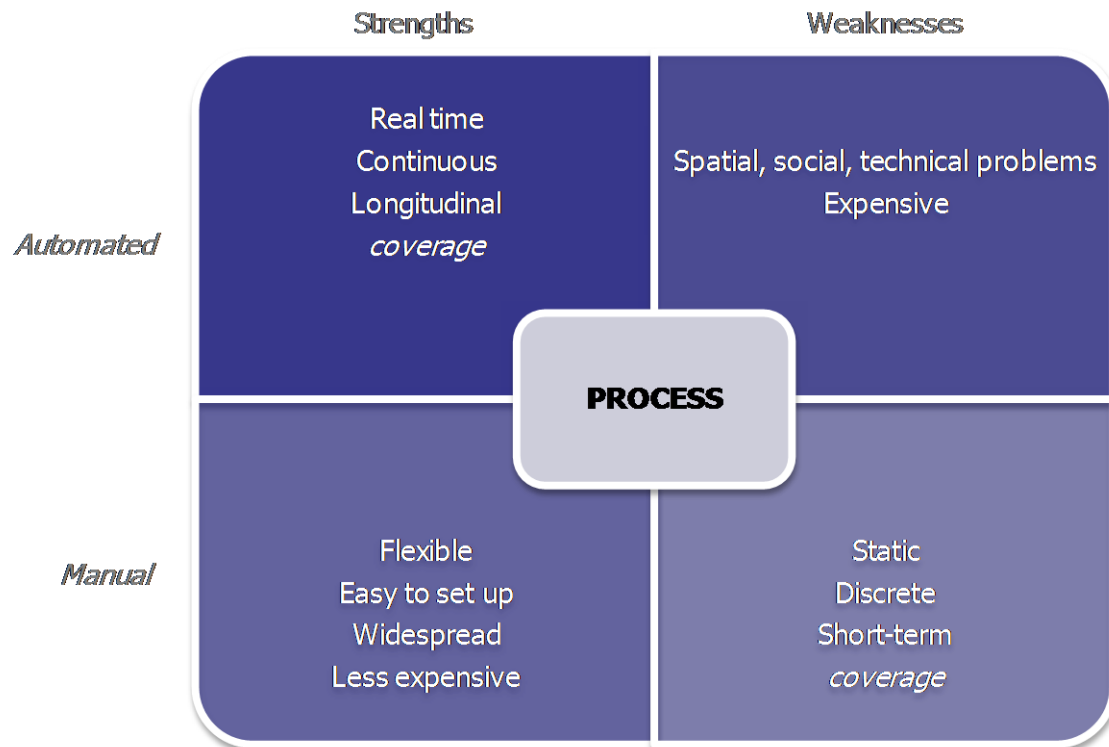 Strengths
Weaknesses
Real time
Continuous
Longitudinal
coverage
Spatial, social, technical problems
Expensive
Automated
PROCESS
Manual
Flexible
Easy to set up
Widespread
Less expensive
Static
Discrete
Short-term
coverage